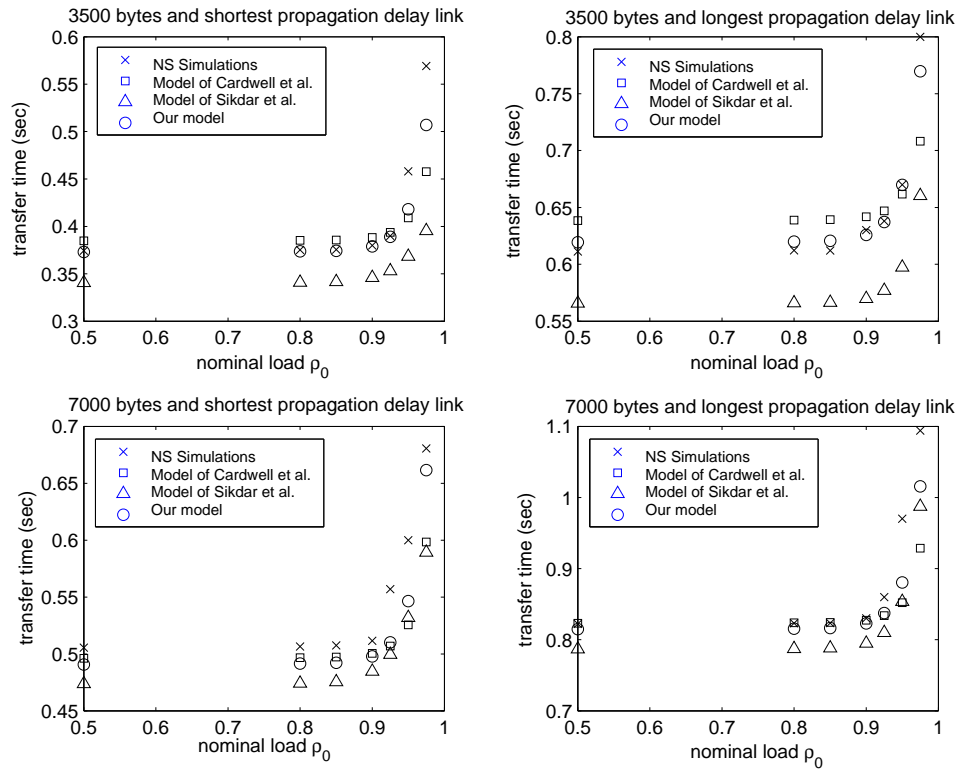 3500 bytes and shortest propagation delay link
0.6
0.55
0.5
0.45
0.4
0.35
0.3
transfer time (sec)
NS Simulations
Model of Cardwell et al.
Model of Sikdar et al.
Our model
0.5 0.6 0.7 0.8 0.9 1
nominal load ρ0
3500 bytes and longest propagation delay link
0.8
0.75
0.7
0.65
0.6
0.55
transfer time (sec)
NS Simulations
Model of Cardwell et al.
Model of Sikdar et al.
Our model
0.5 0.6 0.7 0.8 0.9 1
nominal load ρ0
7000 bytes and shortest propagation delay link
0.7
0.65
0.6
0.55
0.5
0.45
transfer time (sec)
NS Simulations
Model of Cardwell et al.
Model of Sikdar et al.
Our model
0.5 0.6 0.7 0.8 0.9 1
nominal load ρ0
7000 bytes and longest propagation delay link
1.1
1
0.9
0.8
0.7
transfer time (sec)
NS Simulations
Model of Cardwell et al.
Model of Sikdar et al.
Our model
0.5 0.6 0.7 0.8 0.9 1
nominal load ρ0